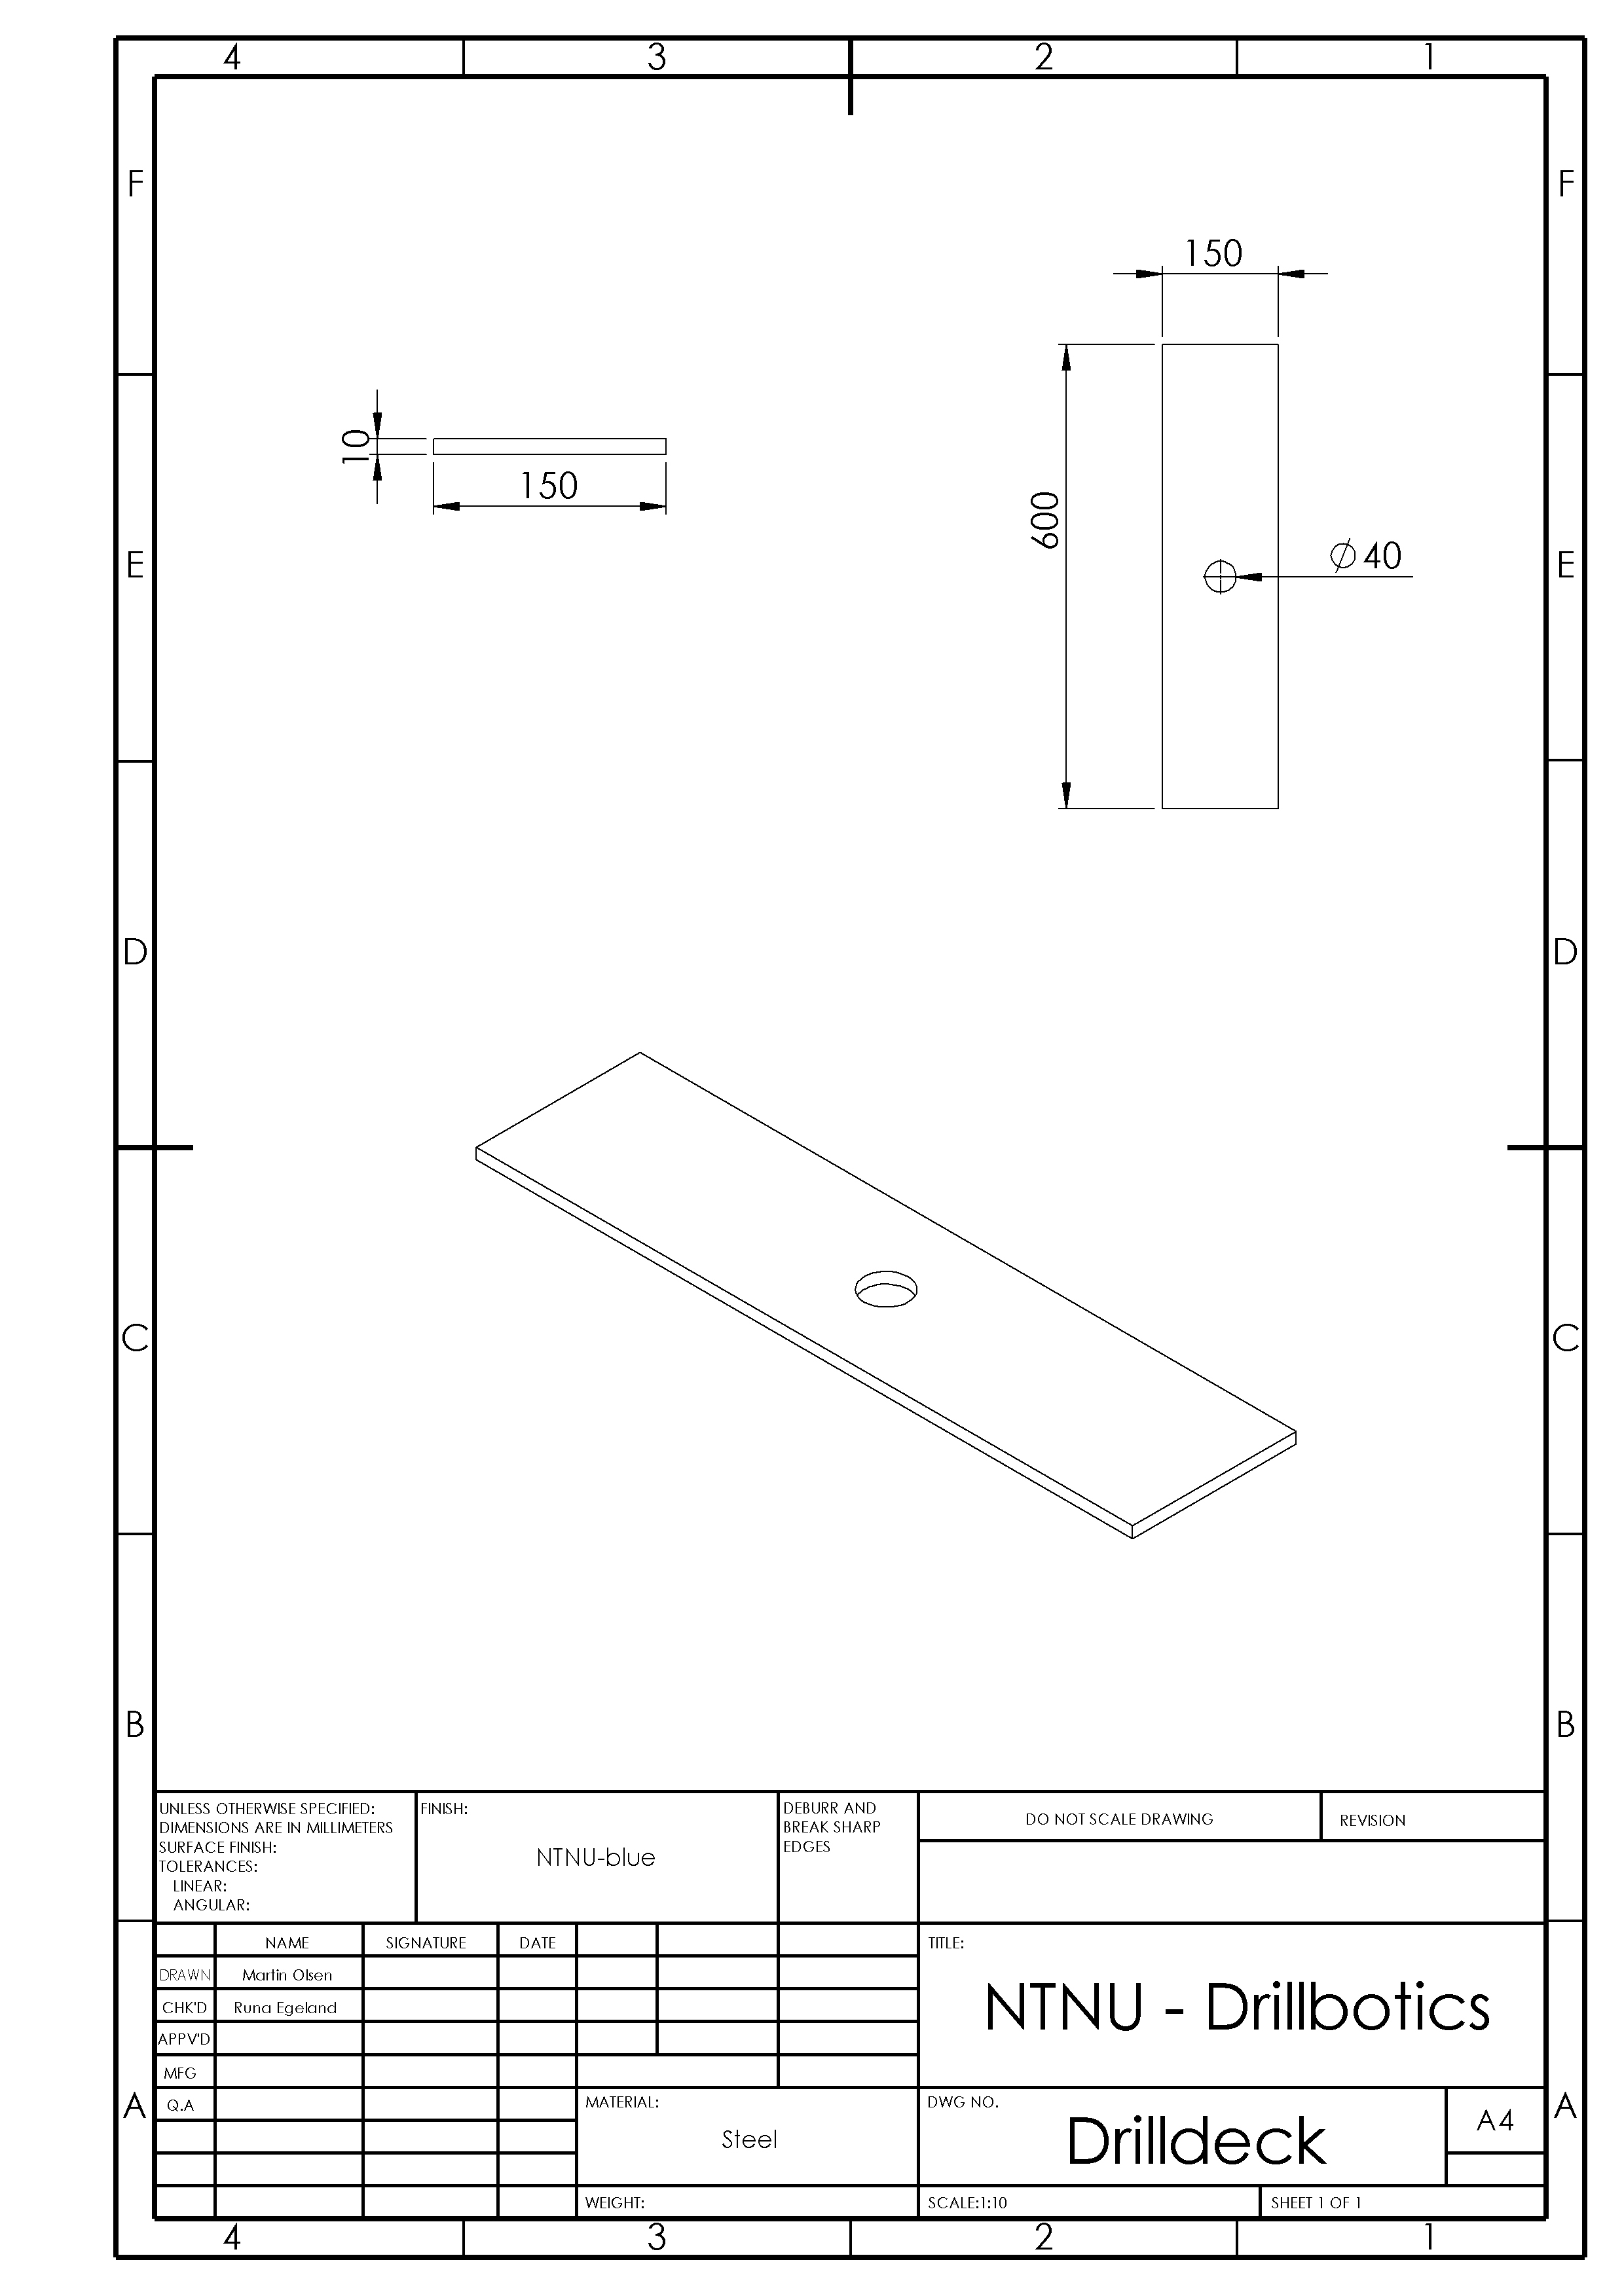 4 3 2 1
F F
150
10
150
600
Ø40
E E
D D
C C
B B
UNLESS OTHERWISE SPECIFIED:
DIMENSIONS ARE IN MILLIMETERS
SURFACE FINISH:
TOLERANCES:
LINEAR:
ANGULAR:
FINISH:
NTNU-blue
DEBURR AND
BREAK SHARP
EDGES
DO NOT SCALE DRAWING
REVISION
NAME SIGNATURE DATE
DRAWN Martin Olsen
CHK'D Runa Egeland
APPV'D
MFG
Q.A
TITLE:
NTNU - Drillbotics
MATERIAL:
Steel
DWG NO.
Drilldeck
A4
A A
WEIGHT:
SCALE:1:10
SHEET 1 OF 1
4 3 2 1